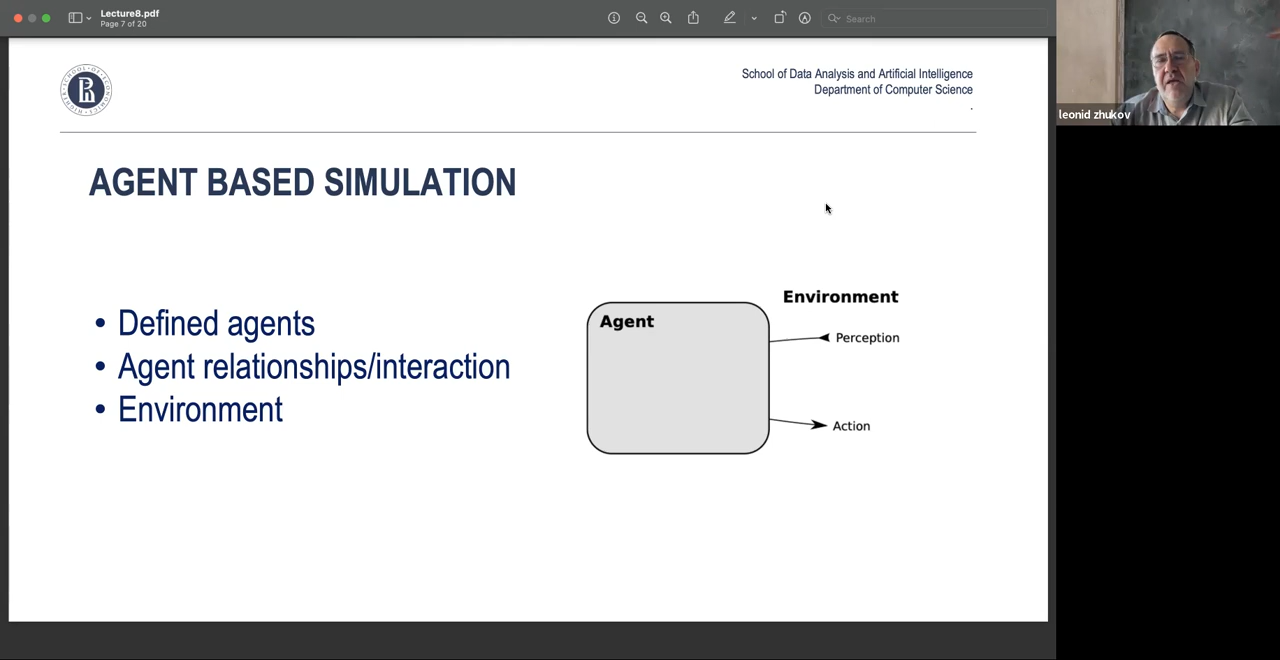 Lecture8.pdf
Page 7 of 20
Search
leonid zhukov
School of Data Analysis and Artificial Intelligence
Department of Computer Science
.
AGENT BASED SIMULATION
• Defined agents
• Agent relationships/interaction
• Environment
Environment
Agent
Perception
Action